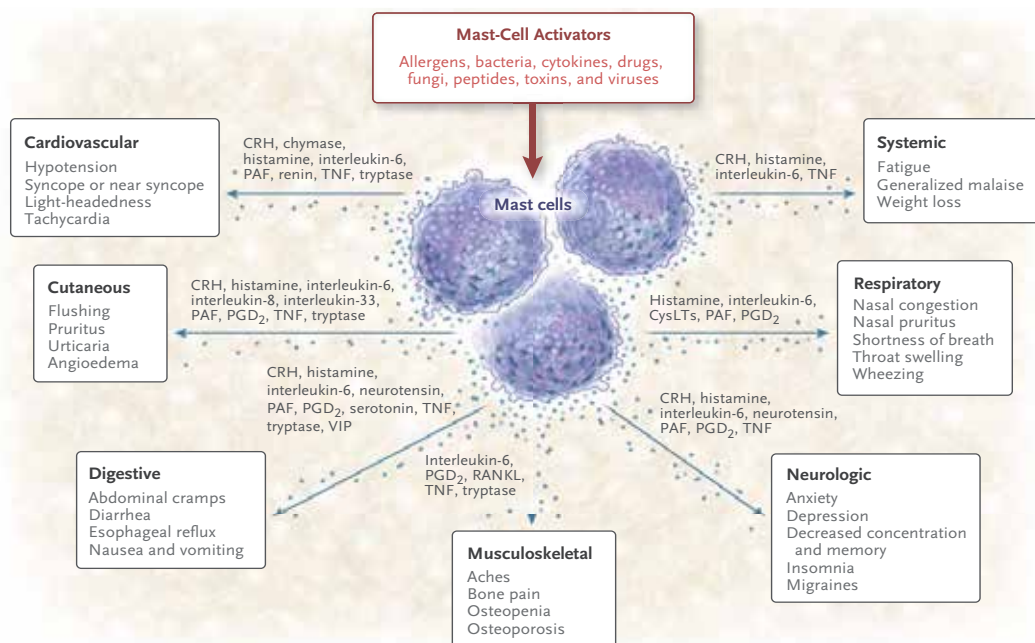 Mast-Cell Activators
Allergens, bacteria, cytokines, drugs,
fungi, peptides, toxins, and viruses
Cardiovascular
Hypotension
Syncope or near syncope
Light-headedness
Tachycardia
CRH, chymase,
histamine, interleukin-6,
PAF, renin, TNF, tryptase
Mast cells
CRH, histamine,
interleukin-6, TNF
Systemic
Fatigue
Generalized malaise
Weight loss
Cutaneous
Flushing
Pruritus
Urticaria
Angioedema
CRH, histamine, interleukin-6,
interleukin-8, interleukin-33,
PAF, PGD₂, TNF, tryptase
Histamine, interleukin-6,
CysLTs, PAF, PGD₂
Respiratory
Nasal congestion
Nasal pruritus
Shortness of breath
Throat swelling
Wheezing
CRH, histamine,
interleukin-6, neurotensin,
PAF, PGD₂, serotonin, TNF,
tryptase, VIP
CRH, histamine,
interleukin-6, neurotensin,
PAF, PGD₂, TNF
Digestive
Abdominal cramps
Diarrhea
Esophageal reflux
Nausea and vomiting
Interleukin-6,
PGD₂, RANKL,
TNF, tryptase
Musculoskeletal
Aches
Bone pain
Osteopenia
Osteoporosis
Neurologic
Anxiety
Depression
Decreased concentration
and memory
Insomnia
Migraines